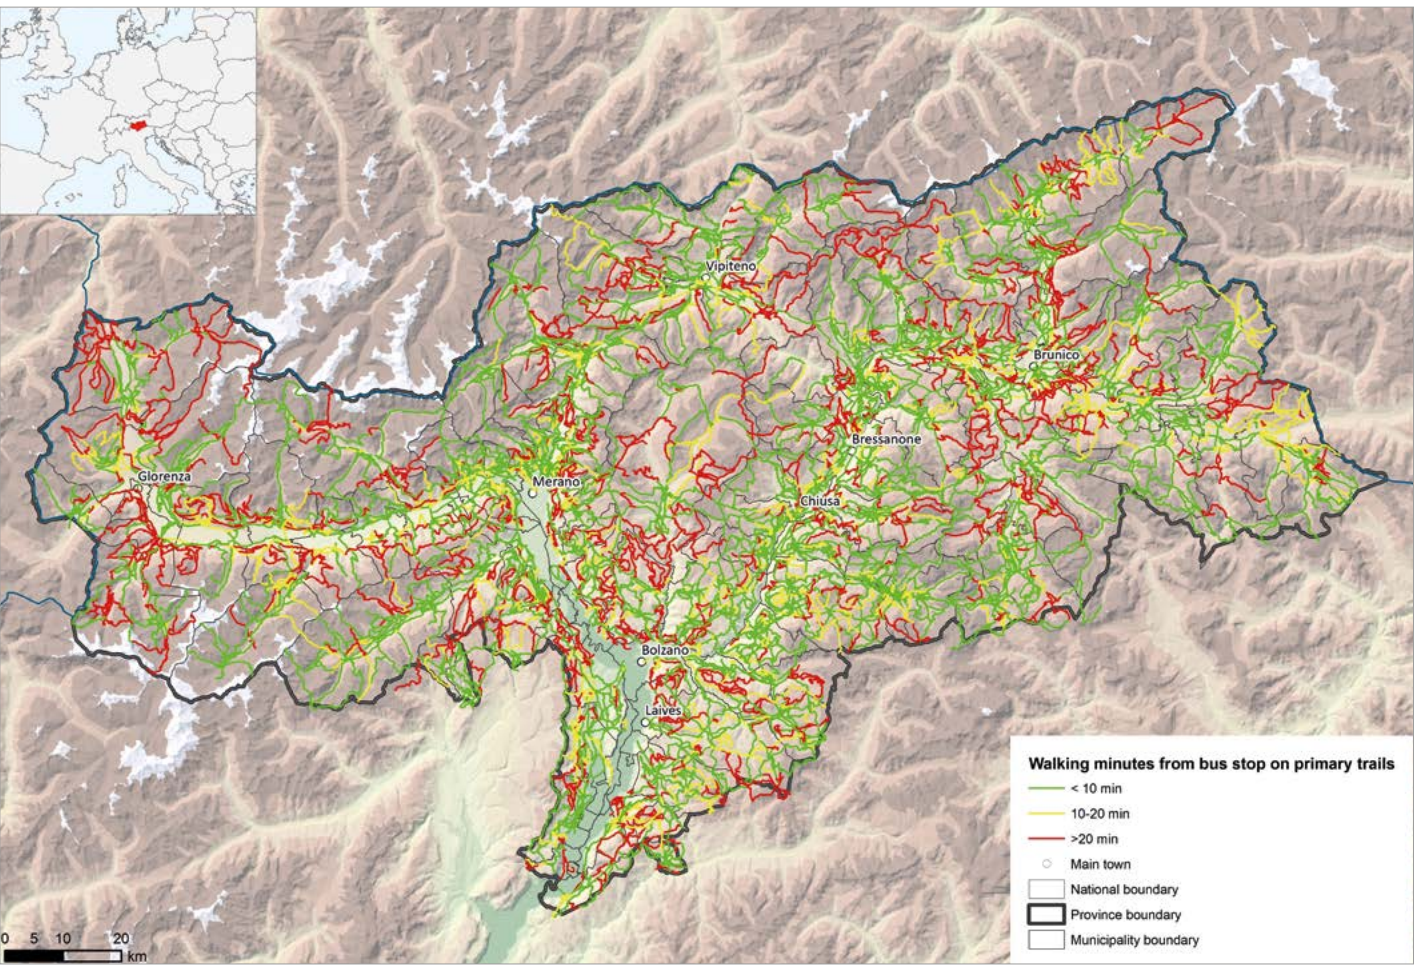 Vipiteno
Brunico
Bressanone
Glorenza
Merano
Chiusa
Bolzano
Laives
Walking minutes from bus stop on primary trails
< 10 min
10-20 min
>20 min
Main town
National boundary
Province boundary
Municipality boundary
0 5 10 20
km